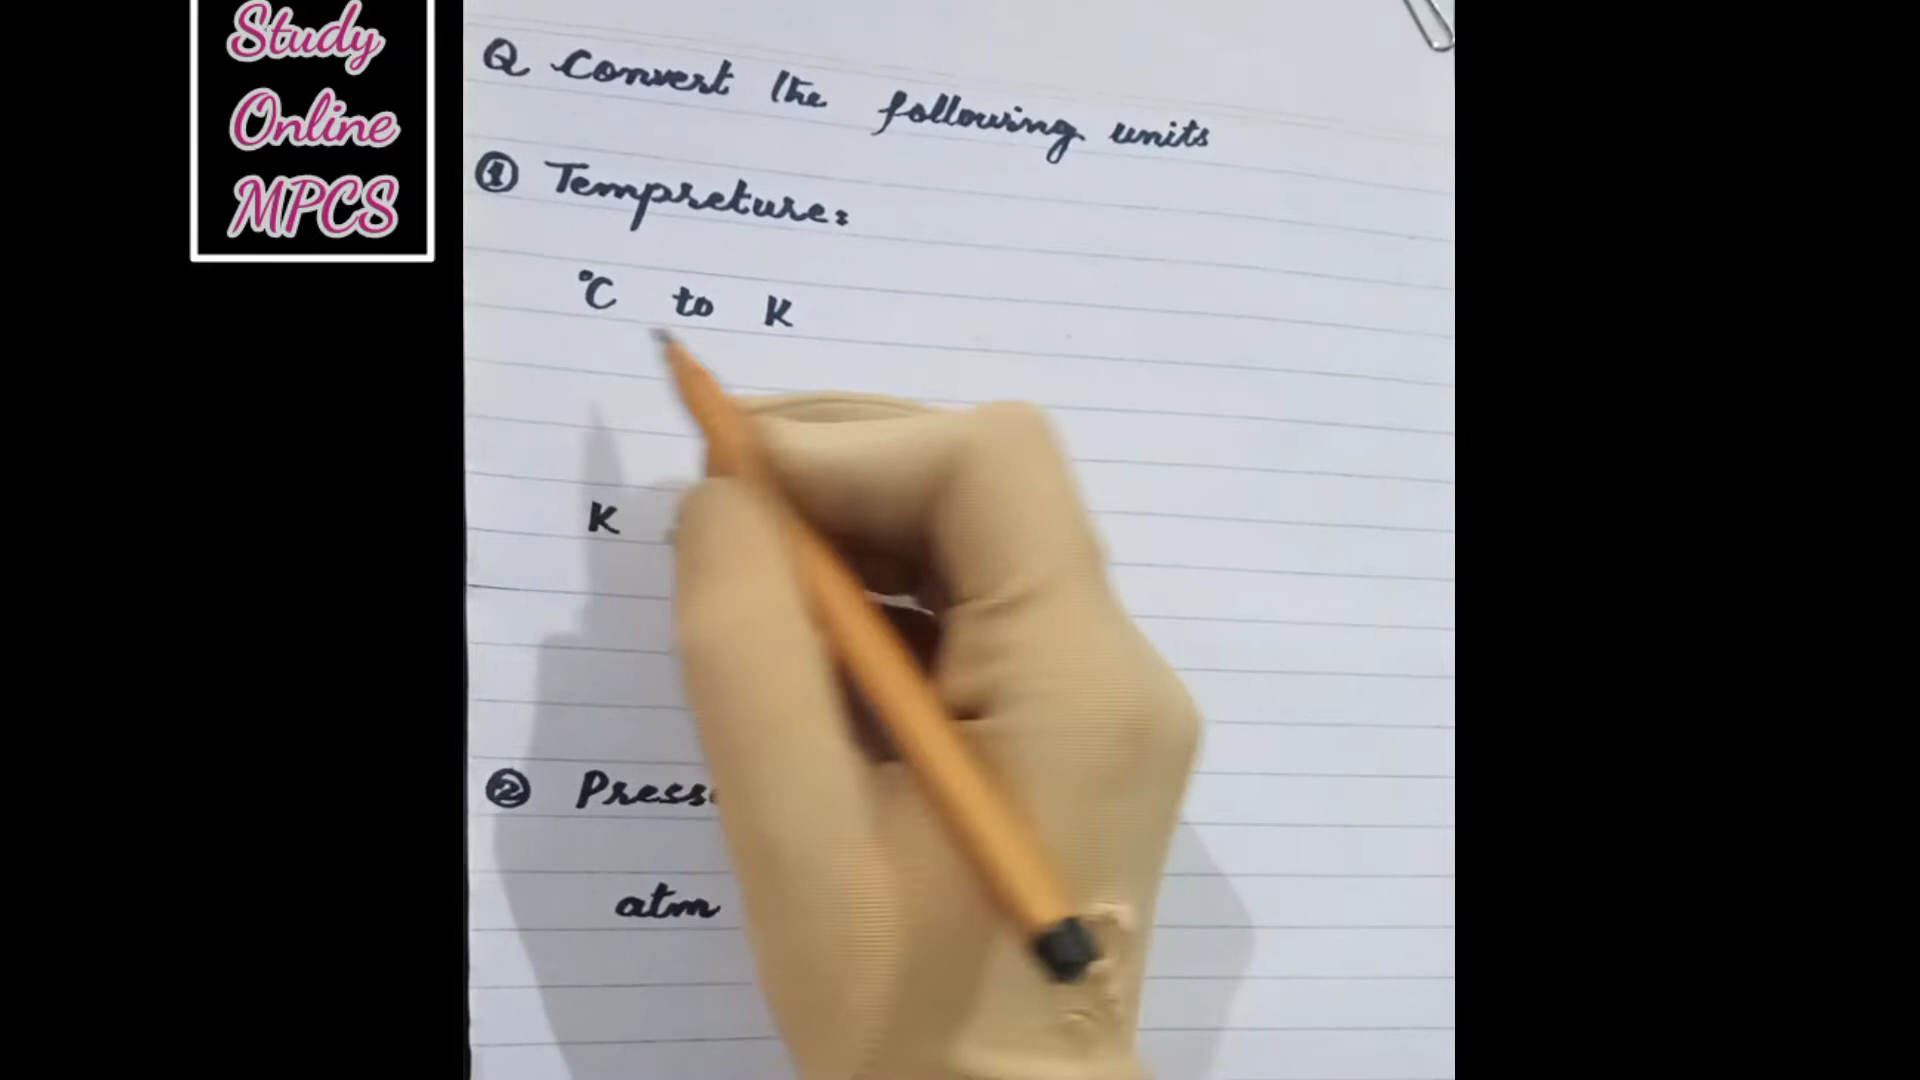 Study
Online
MPCS
Q Convert the following units
① Tempreture:
°C to K
K
② Press
atm